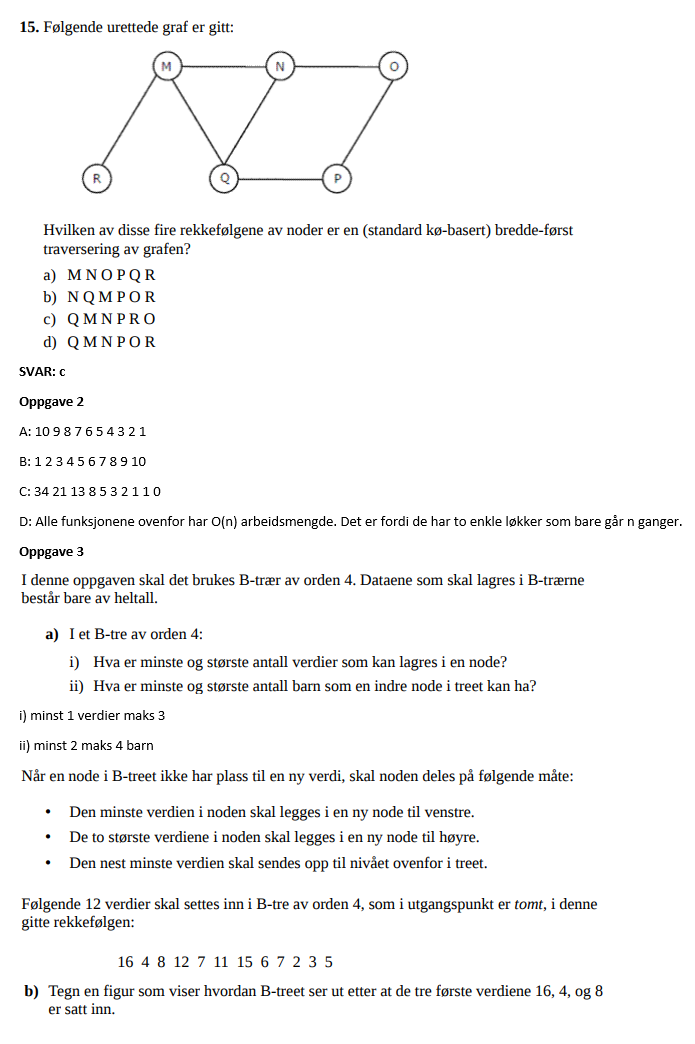 15. Følgende urettede graf er gitt:
M N O
R Q P
Hvilken av disse fire rekkefølgene av noder er en (standard kø-basert) bredde-først
traversering av grafen?
a) M N O P Q R
b) N Q M P O R
c) Q M N P R O
d) Q M N P O R
SVAR: c
Oppgave 2
A: 10 9 8 7 6 5 4 3 2 1
B: 1 2 3 4 5 6 7 8 9 10
C: 34 21 13 8 5 3 2 1 1 0
D: Alle funksjonene ovenfor har O(n) arbeidsmengde. Det er fordi de har to enkle løkker som bare går n ganger.
Oppgave 3
I denne oppgaven skal det brukes B-trær av orden 4. Dataene som skal lagres i B-trærne
består bare av heltall.
a) I et B-tre av orden 4:
i) Hva er minste og største antall verdier som kan lagres i en node?
ii) Hva er minste og største antall barn som en indre node i treet kan ha?
i) minst 1 verdier maks 3
ii) minst 2 maks 4 barn
Når en node i B-treet ikke har plass til en ny verdi, skal noden deles på følgende måte:
• Den minste verdien i noden skal legges i en ny node til venstre.
• De to største verdiene i noden skal legges i en ny node til høyre.
• Den nest minste verdien skal sendes opp til nivået ovenfor i treet.
Følgende 12 verdier skal settes inn i B-tre av orden 4, som i utgangspunkt er tomt, i denne
gitte rekkefølgen:
16 4 8 12 7 11 15 6 7 2 3 5
b) Tegn en figur som viser hvordan B-treet ser ut etter at de tre første verdiene 16, 4, og 8
er satt inn.